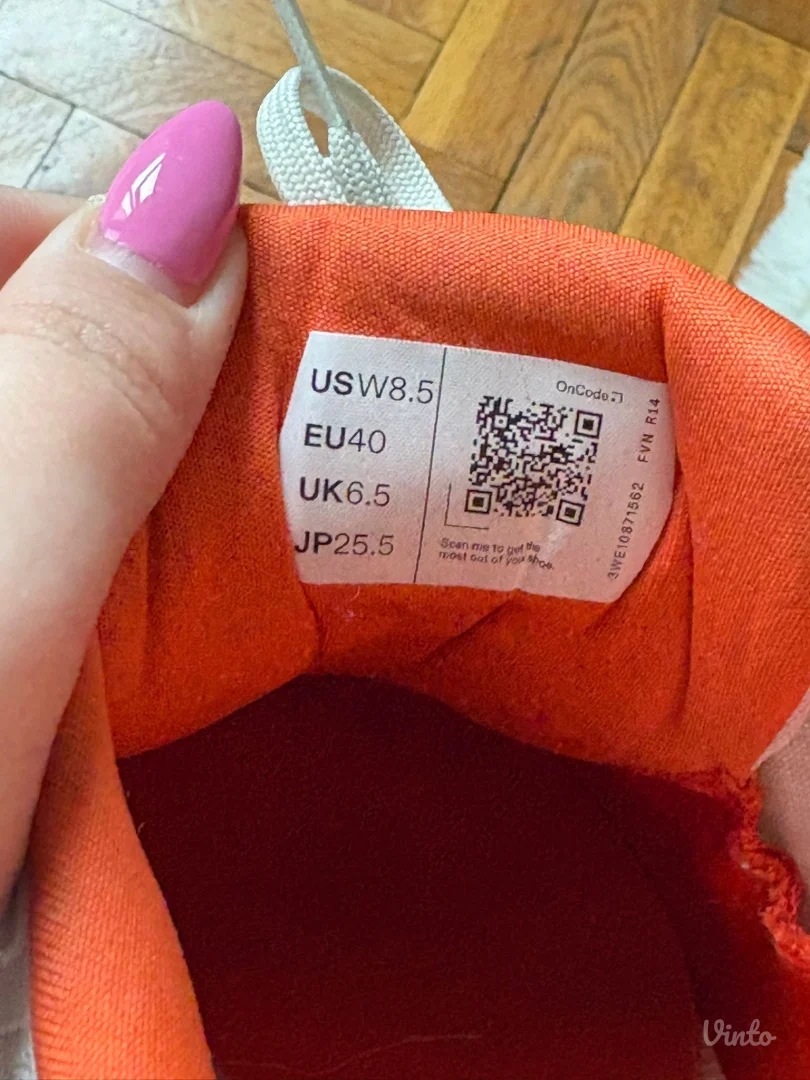 USW8.5
EU40
UK6.5
JP25.5
OnCode
Scan me to get the
most out of your shoe.
3WE10871562 FVN R14
Vinto